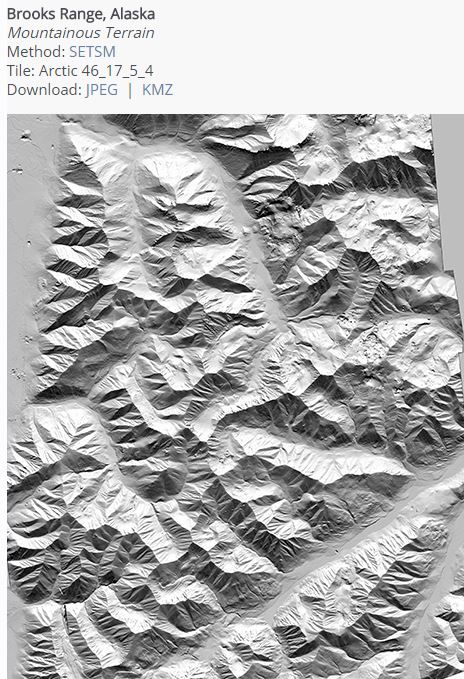 Brooks Range, Alaska
Mountainous Terrain
Method: SETSM
Tile: Arctic 46_17_5_4
Download: JPEG | KMZ